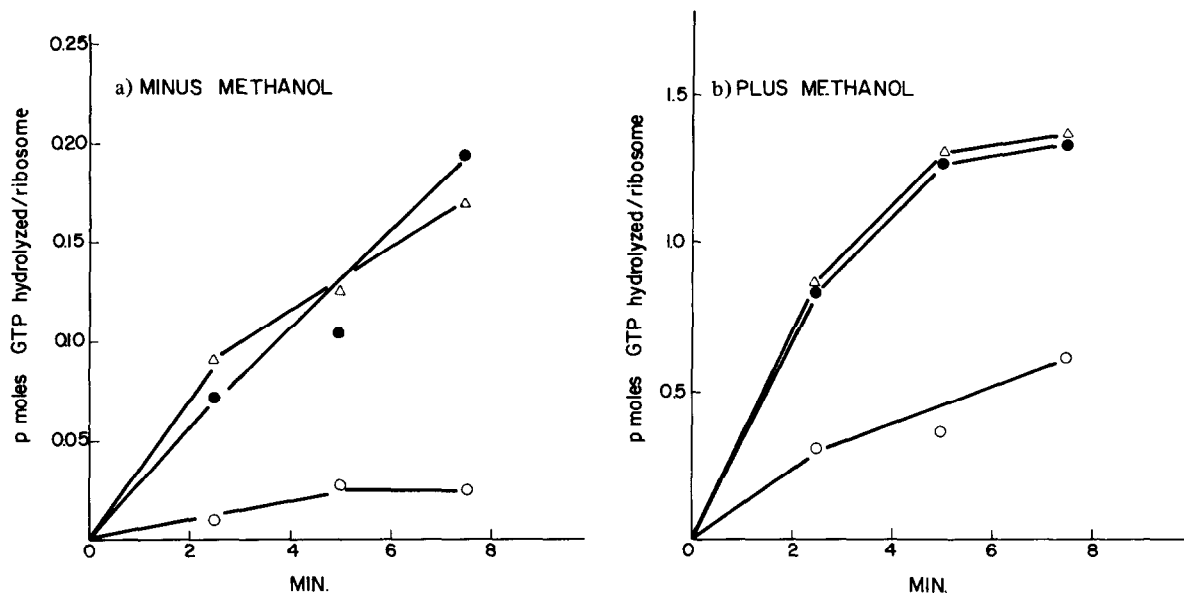 a) MINUS METHANOL
p moles GTP hydrolyzed/ribosome
0.25
0.20
0.15
0.10
0.05
0 2 4 6 8
MIN.
b) PLUS METHANOL
p moles GTP hydrolyzed/ribosome
1.5
1.0
0.5
0 2 4 6 8
MIN.